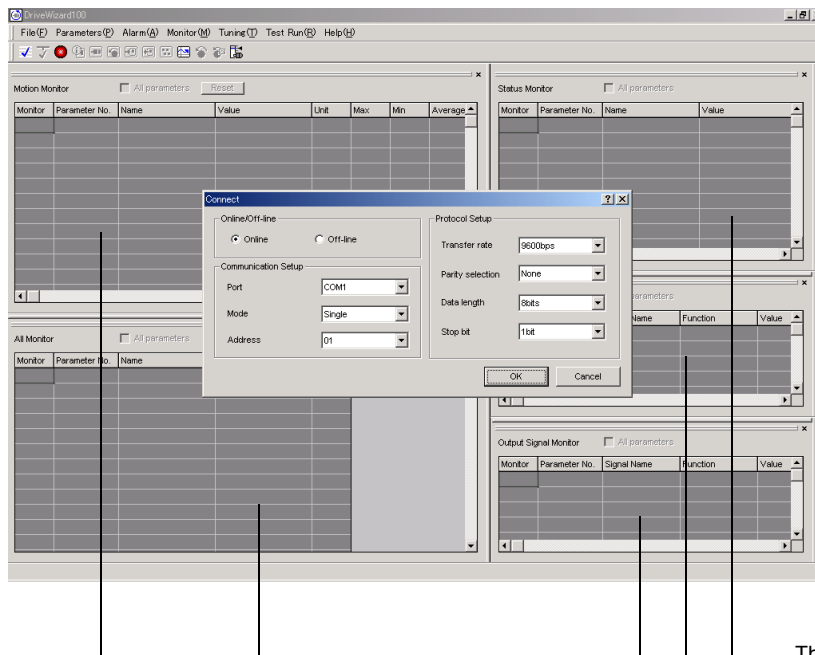 DriveWizard100
File(F) Parameters(P) Alarm(A) Monitor(M) Tuning(T) Test Run(R) Help(H)
Motion Monitor All parameters Reset
Monitor Parameter No. Name Value Unit Max Min Average
Status Monitor All parameters
Monitor Parameter No. Name Value
Connect
Online/Off-line
Online Off-line
Communication Setup
Port COM1
Mode Single
Address 01
Protocol Setup
Transfer rate 9600bps
Parity selection None
Data length 8bits
Stop bit 1bit
OK Cancel
parameters
Name Function Value
All Monitor All parameters
Monitor Parameter No. Name
Output Signal Monitor All parameters
Monitor Parameter No. Signal Name Function Value
Th